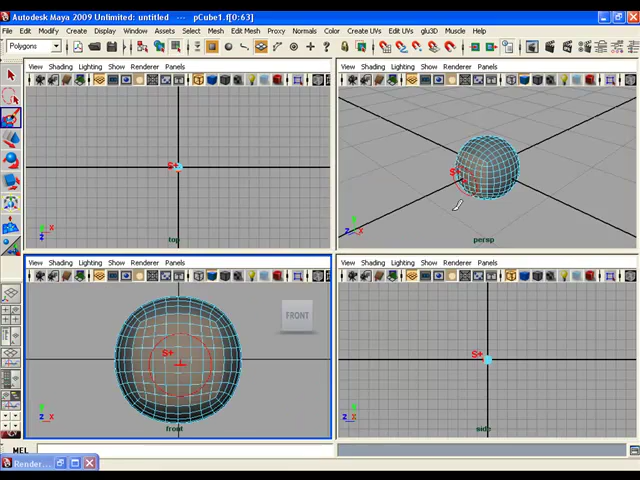 Autodesk Maya 2009 Unlimited: untitled --- pCube1.f[0:63]
File Edit Modify Create Display Window Assets Select Mesh Edit Mesh Proxy Normals Color Create UVs Edit UVs glu3D Muscle Help
Polygons
View Shading Lighting Show Renderer Panels
View Shading Lighting Show Renderer Panels
S+
top
S+
persp
View Shading Lighting Show Renderer Panels
View Shading Lighting Show Renderer Panels
FRONT
S+
front
S+
side
MEL
Render...